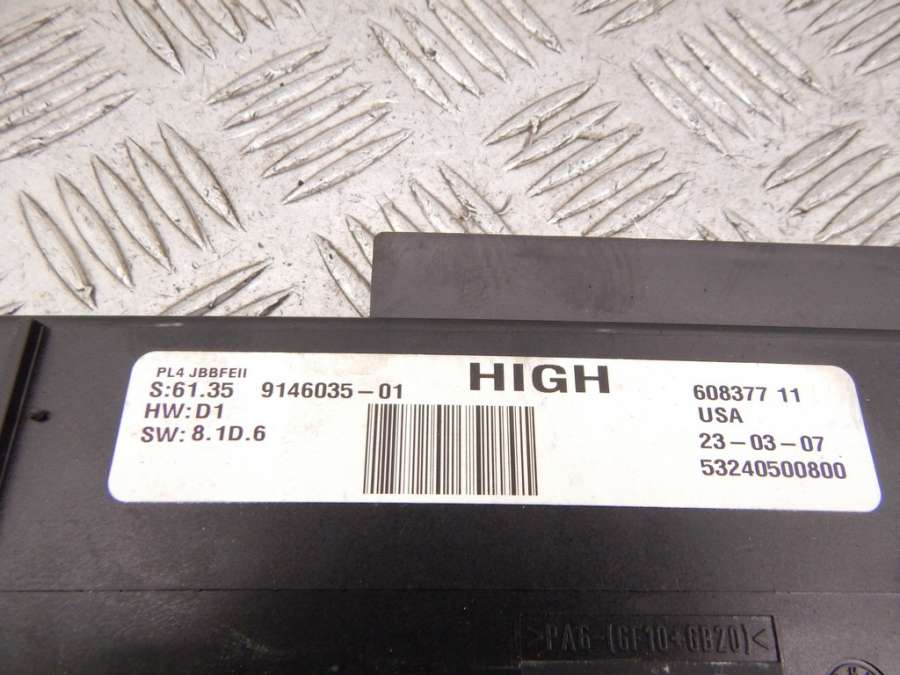 PL4 JBBFEII
S:61.35 9146035-01
HW:D1
SW:8.1D.6
HIGH
608377 11
USA
23-03-07
53240500800
>PA6-(GF10+GB20)<